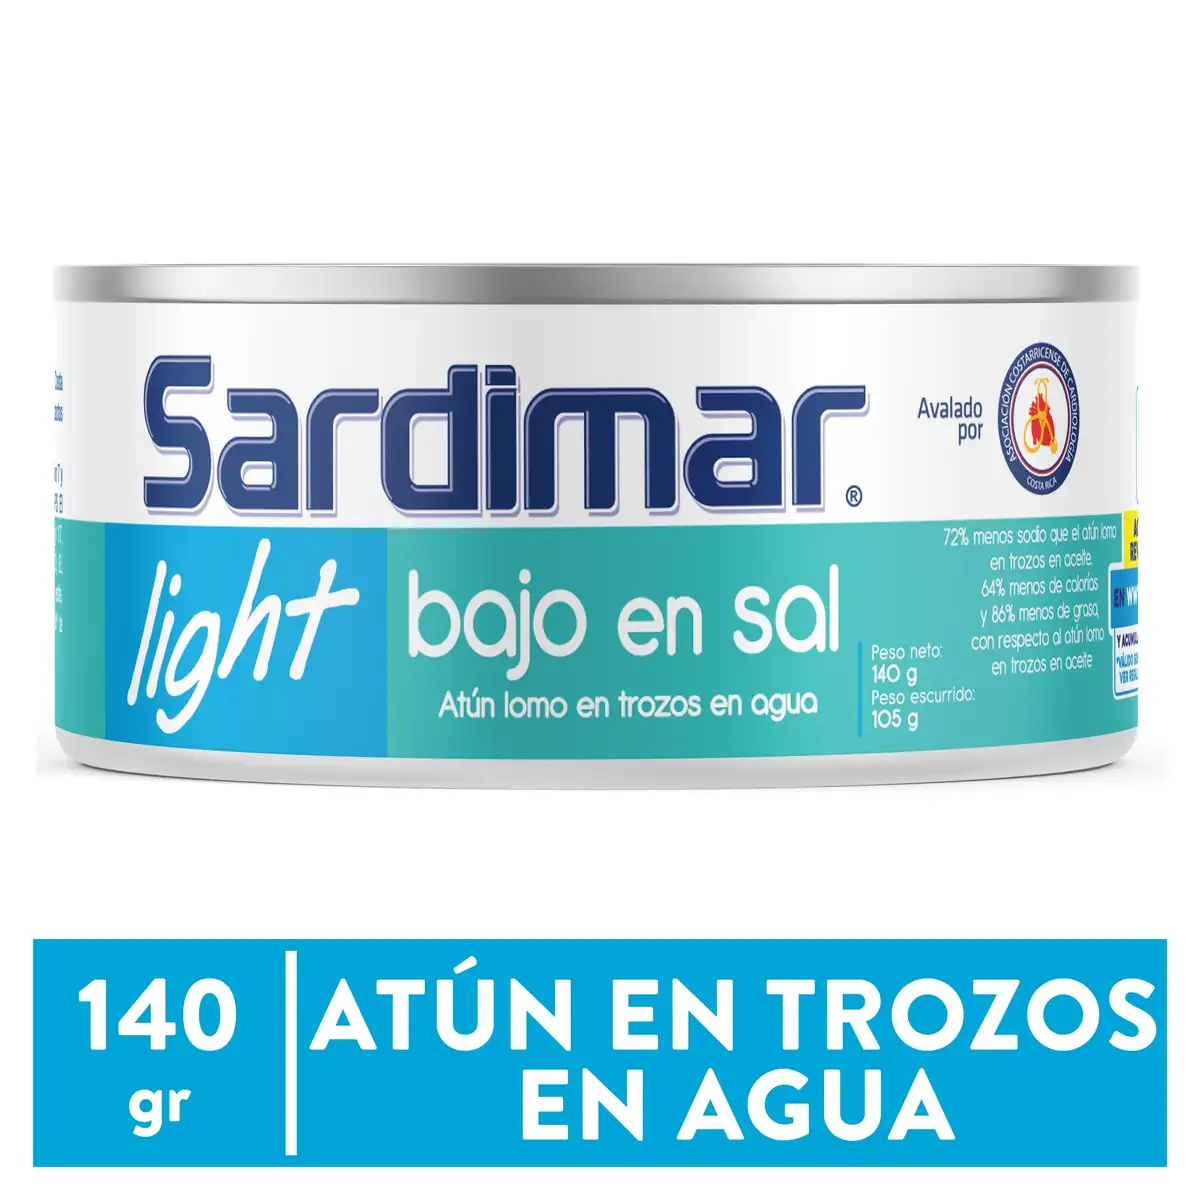 Sardimar®
Avalado
por
ASOCIACIÓN COSTARRICENSE DE CARDIOLOGÍA
COSTA RICA
light
bajo en sal
Atún lomo en trozos en agua
Peso neto:
140 g
Peso escurrido:
105 g
72% menos sodio que el atún lomo
en trozos en aceite.
64% menos de calorías
y 86% menos de grasa,
con respecto al atún lomo
en trozos en aceite
140
gr
ATÚN EN TROZOS
EN AGUA